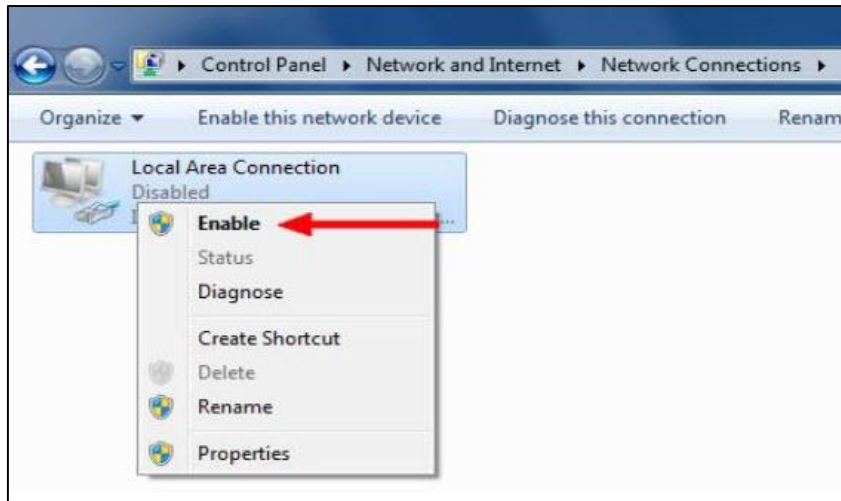 Control Panel Network and Internet Network Connections
Organize Enable this network device Diagnose this connection Renam
Local Area Connection
Disabled
Enable
Status
Diagnose
Create Shortcut
Delete
Rename
Properties